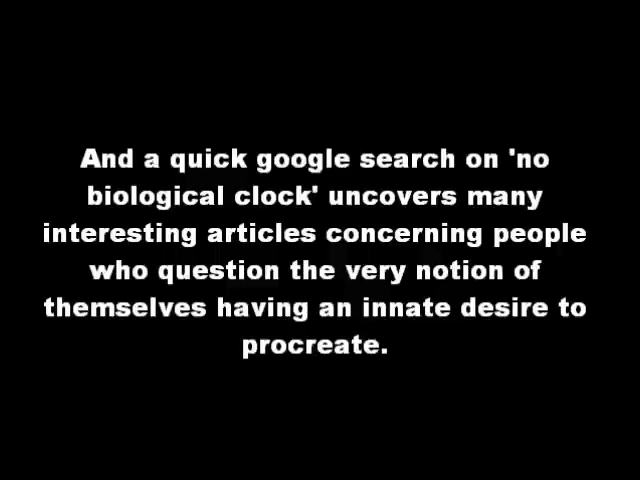 And a quick google search on 'no
biological clock' uncovers many
interesting articles concerning people
who question the very notion of
themselves having an innate desire to
procreate.